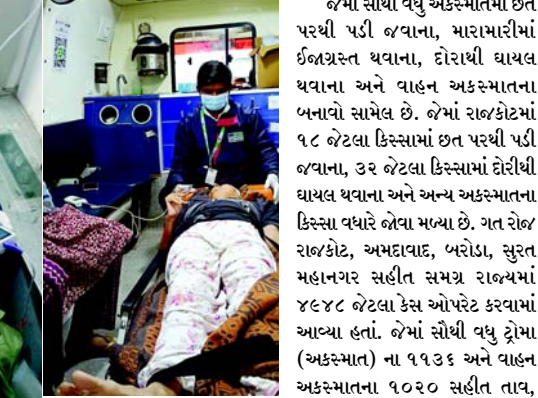 જેમાં સૌથી વધુ અકસ્માતમાં છત
પરથી પડી જવાના, મારામારીમાં
ઈજાગ્રસ્ત થવાના, દોરાથી ઘાયલ
થવાના અને વાહન અકસ્માતના
બનાવો સામેલ છે. જેમાં રાજકોટમાં
૧૮ જેટલા કિસ્સામાં છત પરથી પડી
જવાના, ૩૨ જેટલા કિસ્સામાં દોરીથી
ઘાયલ થવાના અને અન્ય અકસ્માતના
કિસ્સા વધારે જોવા મળ્યા છે. ગત રોજ
રાજકોટ, અમદાવાદ, બરોડા, સુરત
મહાનગર સહીત સમગ્ર રાજ્યમાં
૪૯૪૮ જેટલા કેસ ઓપરેટ કરવામાં
આવ્યા હતાં. જેમાં સૌથી વધુ ટ્રોમા
(અકસ્માત) ના ૧૧૩૬ અને વાહન
અકસ્માતના ૧૦૨૦ સહીત તાવ,